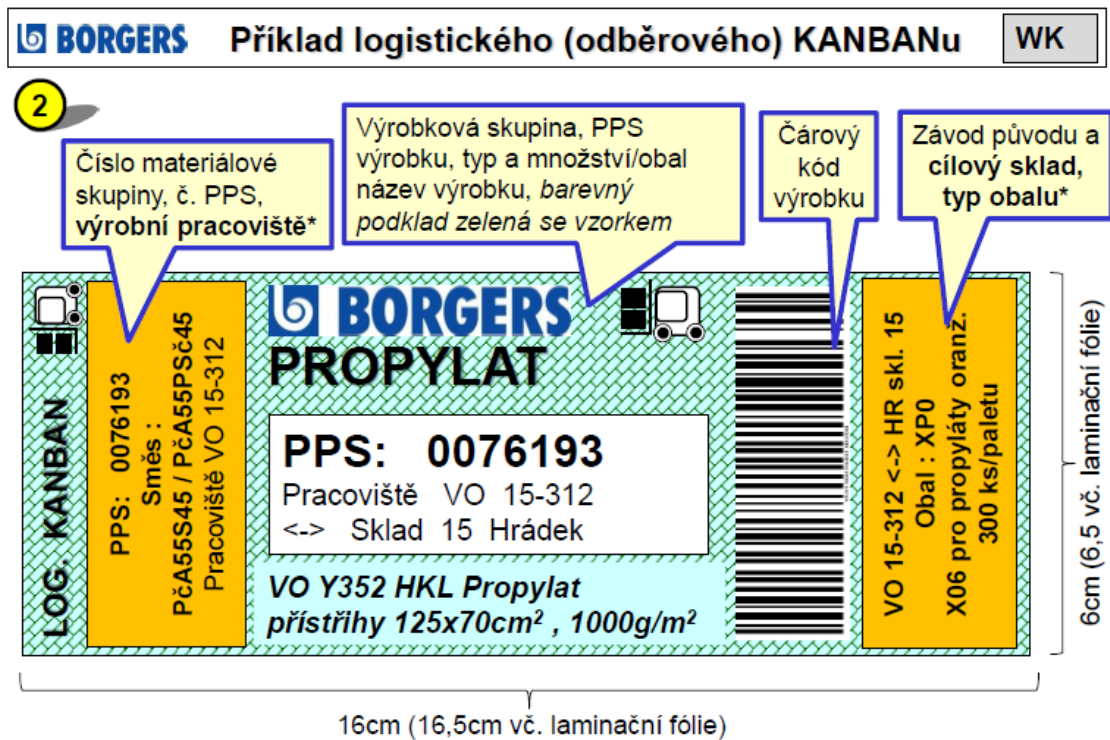 BORGERS Příklad logistického (odběrového) KANBANu WK
2
Číslo materiálové
skupiny, č. PPS,
výrobní pracoviště*
Výrobková skupina, PPS
výrobku, typ a množství/obal
název výrobku, barevný
podklad zelená se vzorkem
Čárový
kód
výrobku
Závod původu a
cílový sklad,
typ obalu*
LOG. KANBAN
PPS: 0076193
Směs :
PčA55S45 / PčA55PSč45
Pracoviště VO 15-312
BORGERS
PROPYLAT
PPS: 0076193
Pracoviště VO 15-312
<-> Sklad 15 Hrádek
VO Y352 HKL Propylat
přístřihy 125x70cm² , 1000g/m²
VO 15-312 <-> HR skl. 15
Obal : XP0
X06 pro propyláty oranž.
300 ks/paletu
6cm (6,5 vč. laminační fólie)
16cm (16,5cm vč. laminační fólie)